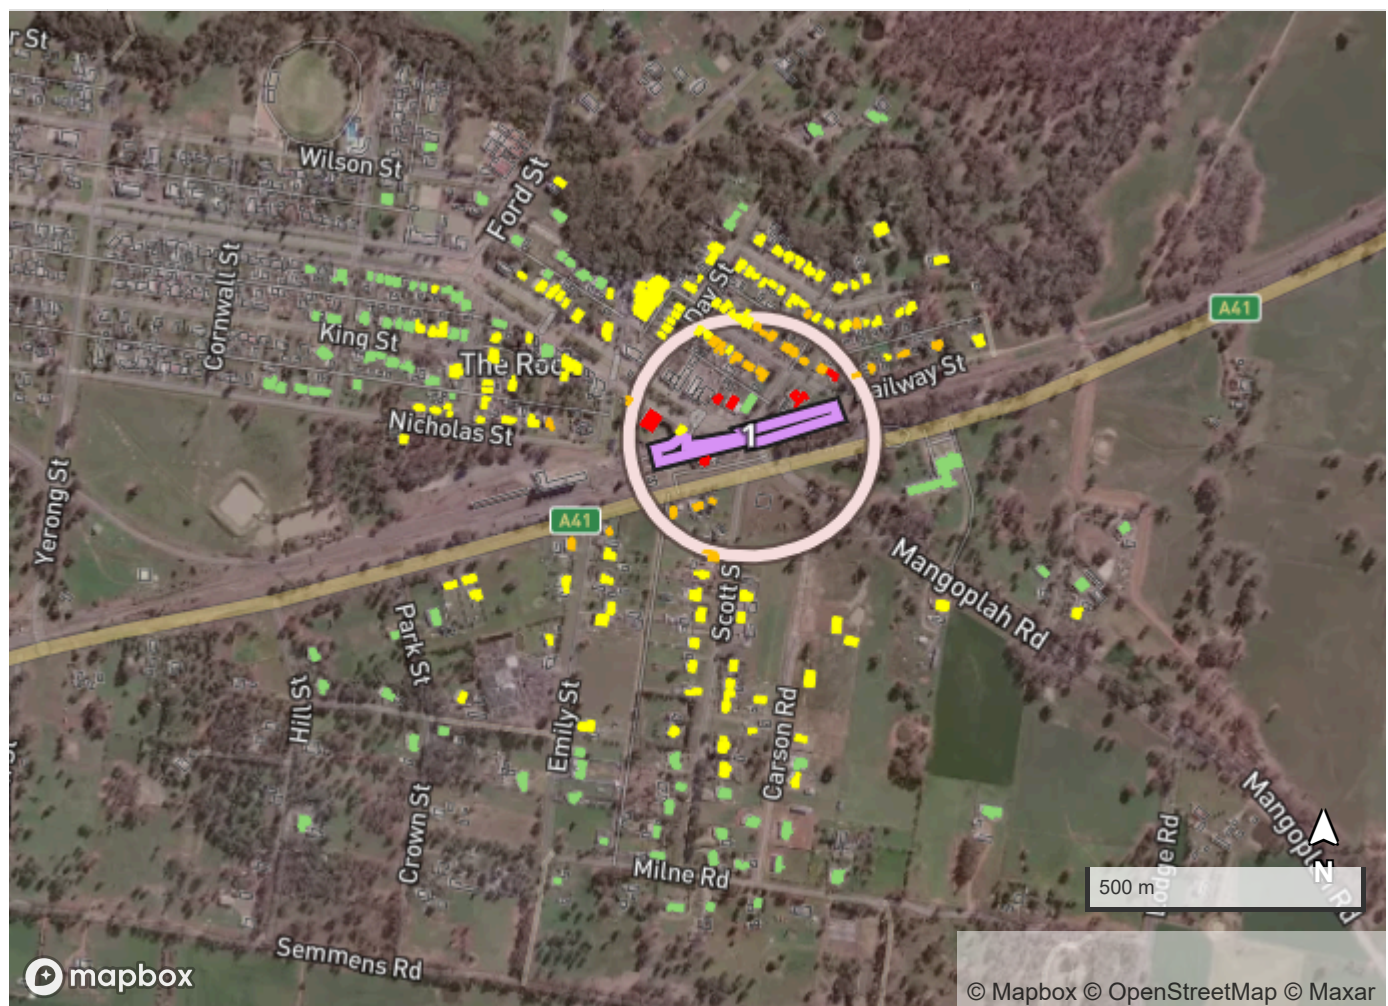 r St
Wilson St
Ford St
Cornwall St
Day St
A41
King St
The Roc
ailway St
Nicholas St
1
Yerong St
A41
Mangoplah Rd
Scott S
Park St
Hill St
Emily St
Carson Rd
Crown St
Mangoplah Rd
Milne Rd
N
500 m
Lodge Rd
Semmens Rd
mapbox
© Mapbox © OpenStreetMap © Maxar